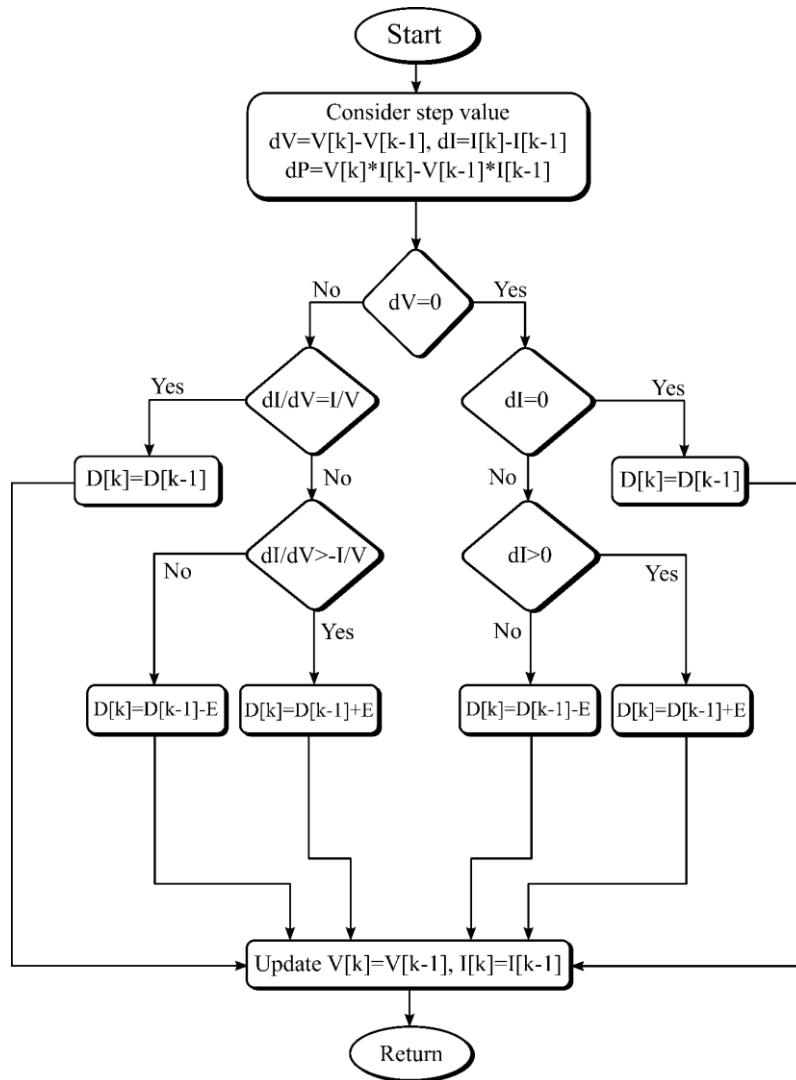 Start
Consider step value
dV=V[k]-V[k-1], dI=I[k]-I[k-1]
dP=V[k]*I[k]-V[k-1]*I[k-1]
No
dV=0
Yes
Yes
dI/dV=I/V
dI=0
Yes
D[k]=D[k-1]
No
No
D[k]=D[k-1]
No
dI/dV>-I/V
dI>0
Yes
Yes
No
D[k]=D[k-1]-E
D[k]=D[k-1]+E
D[k]=D[k-1]-E
D[k]=D[k-1]+E
Update V[k]=V[k-1], I[k]=I[k-1]
Return